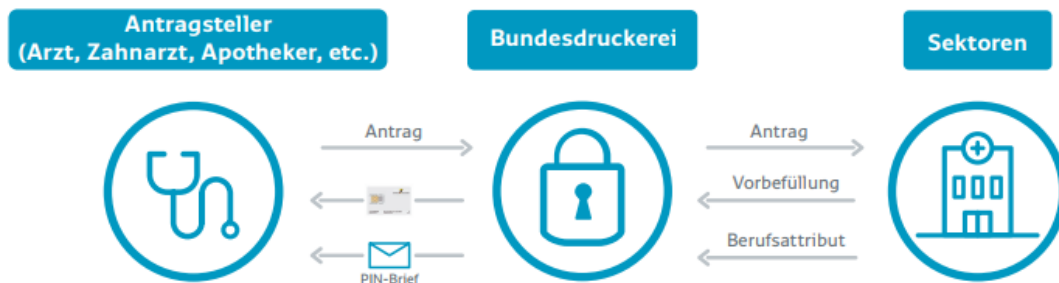 Antragsteller
(Arzt, Zahnarzt, Apotheker, etc.)
Bundesdruckerei
Sektoren
Antrag
PIN-Brief
Antrag
Vorbefüllung
Berufsattribut